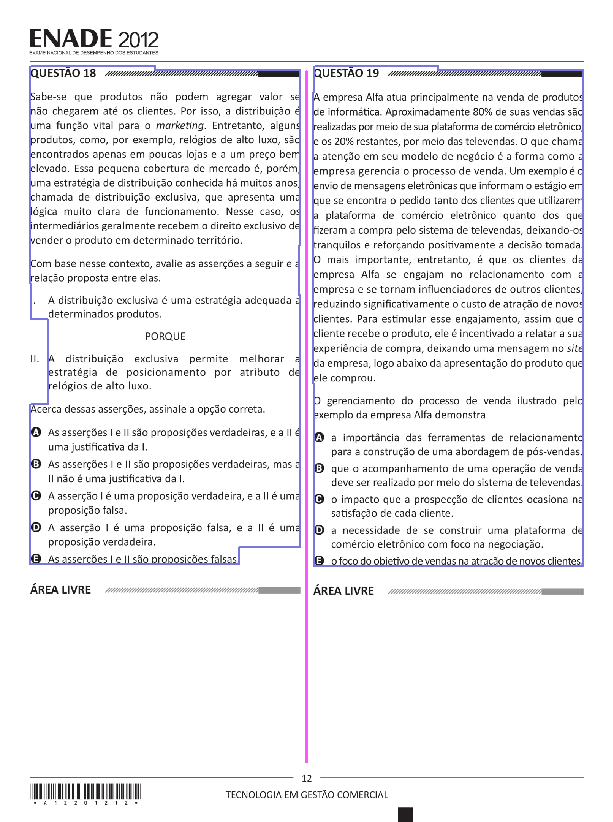 ENADE 2012
EXAME NACIONAL DE DESEMPENHO DOS ESTUDANTES
QUESTÃO 18
Sabe-se que produtos não podem agregar valor se
não chegarem até os clientes. Por isso, a distribuição é
uma função vital para o marketing. Entretanto, alguns
produtos, como, por exemplo, relógios de alto luxo, são
encontrados apenas em poucas lojas e a um preço bem
elevado. Essa pequena cobertura de mercado é, porém,
uma estratégia de distribuição conhecida há muitos anos,
chamada de distribuição exclusiva, que apresenta uma
lógica muito clara de funcionamento. Nesse caso, os
intermediários geralmente recebem o direito exclusivo de
vender o produto em determinado território.
Com base nesse contexto, avalie as asserções a seguir e a
relação proposta entre elas.
I. A distribuição exclusiva é uma estratégia adequada a
determinados produtos.
PORQUE
II. A distribuição exclusiva permite melhorar a
estratégia de posicionamento por atributo de
relógios de alto luxo.
Acerca dessas asserções, assinale a opção correta.
A As asserções I e II são proposições verdadeiras, e a II é
uma justificativa da I.
B As asserções I e II são proposições verdadeiras, mas a
II não é uma justificativa da I.
C A asserção I é uma proposição verdadeira, e a II é uma
proposição falsa.
D A asserção I é uma proposição falsa, e a II é uma
proposição verdadeira.
E As asserções I e II são proposições falsas.
ÁREA LIVRE
QUESTÃO 19
A empresa Alfa atua principalmente na venda de produtos
de informática. Aproximadamente 80% de suas vendas são
realizadas por meio de sua plataforma de comércio eletrônico,
e os 20% restantes, por meio das televendas. O que chama
a atenção em seu modelo de negócio é a forma como a
empresa gerencia o processo de venda. Um exemplo é o
envio de mensagens eletrônicas que informam o estágio em
que se encontra o pedido tanto dos clientes que utilizarem
a plataforma de comércio eletrônico quanto dos que
fizeram a compra pelo sistema de televendas, deixando-os
tranquilos e reforçando positivamente a decisão tomada.
O mais importante, entretanto, é que os clientes da
empresa Alfa se engajam no relacionamento com a
empresa e se tornam influenciadores de outros clientes,
reduzindo significativamente o custo de atração de novos
clientes. Para estimular esse engajamento, assim que o
cliente recebe o produto, ele é incentivado a relatar a sua
experiência de compra, deixando uma mensagem no site
da empresa, logo abaixo da apresentação do produto que
ele comprou.
O gerenciamento do processo de venda ilustrado pelo
exemplo da empresa Alfa demonstra
A a importância das ferramentas de relacionamento
para a construção de uma abordagem de pós-vendas.
B que o acompanhamento de uma operação de venda
deve ser realizado por meio do sistema de televendas.
C o impacto que a prospecção de clientes ocasiona na
satisfação de cada cliente.
D a necessidade de se construir uma plataforma de
comércio eletrônico com foco na negociação.
E o foco do objetivo de vendas na atração de novos clientes.
ÁREA LIVRE
12
TECNOLOGIA EM GESTÃO COMERCIAL
* A 1 2 2 0 1 2 1 2 *